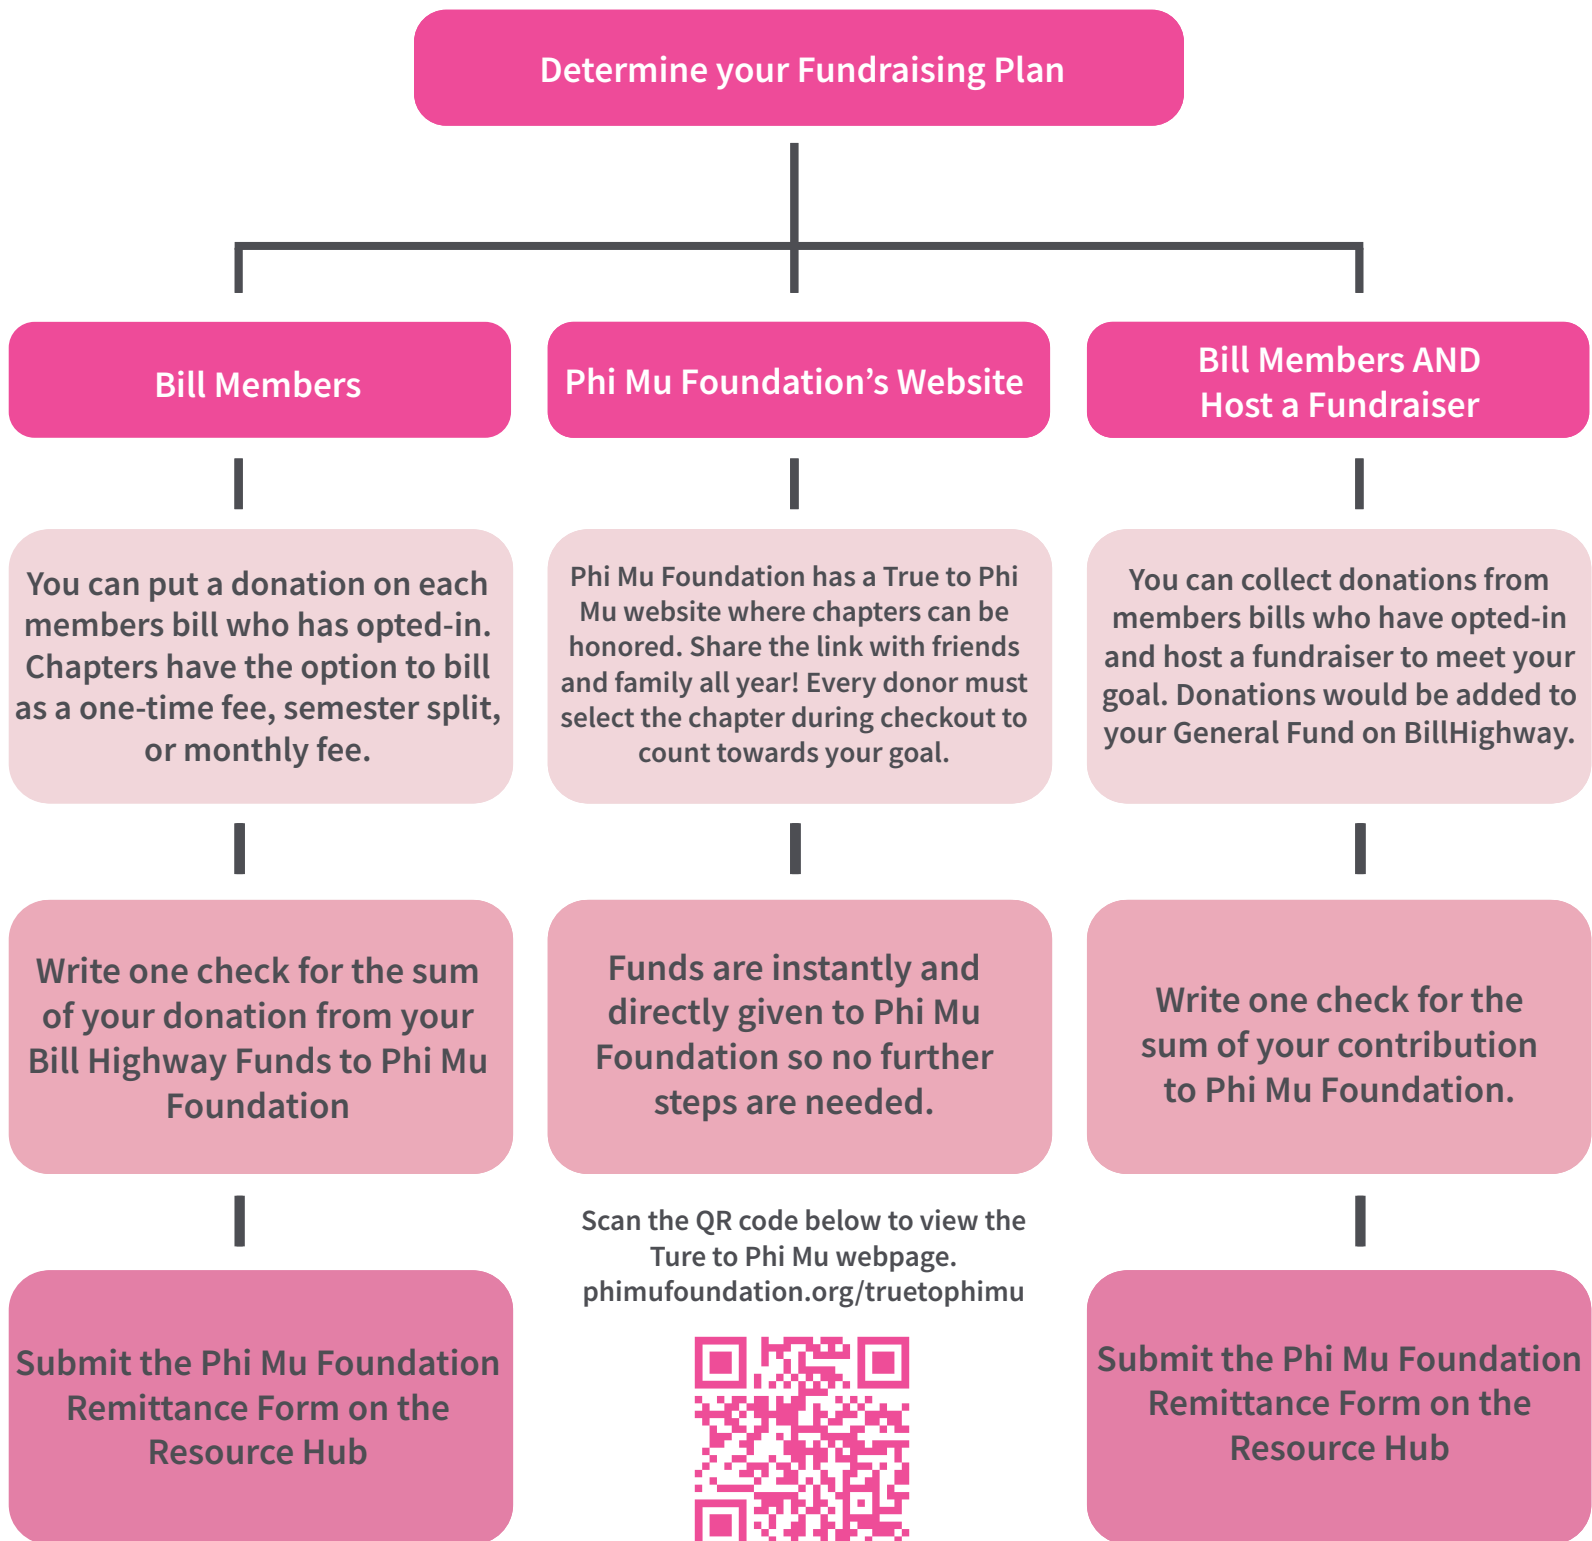 Determine your Fundraising Plan
Bill Members
You can put a donation on each
members bill who has opted-in.
Chapters have the option to bill
as a one-time fee, semester split,
or monthly fee.
Write one check for the sum
of your donation from your
Bill Highway Funds to Phi Mu
Foundation
Submit the Phi Mu Foundation
Remittance Form on the
Resource Hub
Phi Mu Foundation’s Website
Phi Mu Foundation has a True to Phi
Mu website where chapters can be
honored. Share the link with friends
and family all year! Every donor must
select the chapter during checkout to
count towards your goal.
Funds are instantly and
directly given to Phi Mu
Foundation so no further
steps are needed.
Scan the QR code below to view the
Ture to Phi Mu webpage.
phimufoundation.org/truetophimu
Bill Members AND
Host a Fundraiser
You can collect donations from
members bills who have opted-in
and host a fundraiser to meet your
goal. Donations would be added to
your General Fund on BillHighway.
Write one check for the
sum of your contribution
to Phi Mu Foundation.
Submit the Phi Mu Foundation
Remittance Form on the
Resource Hub